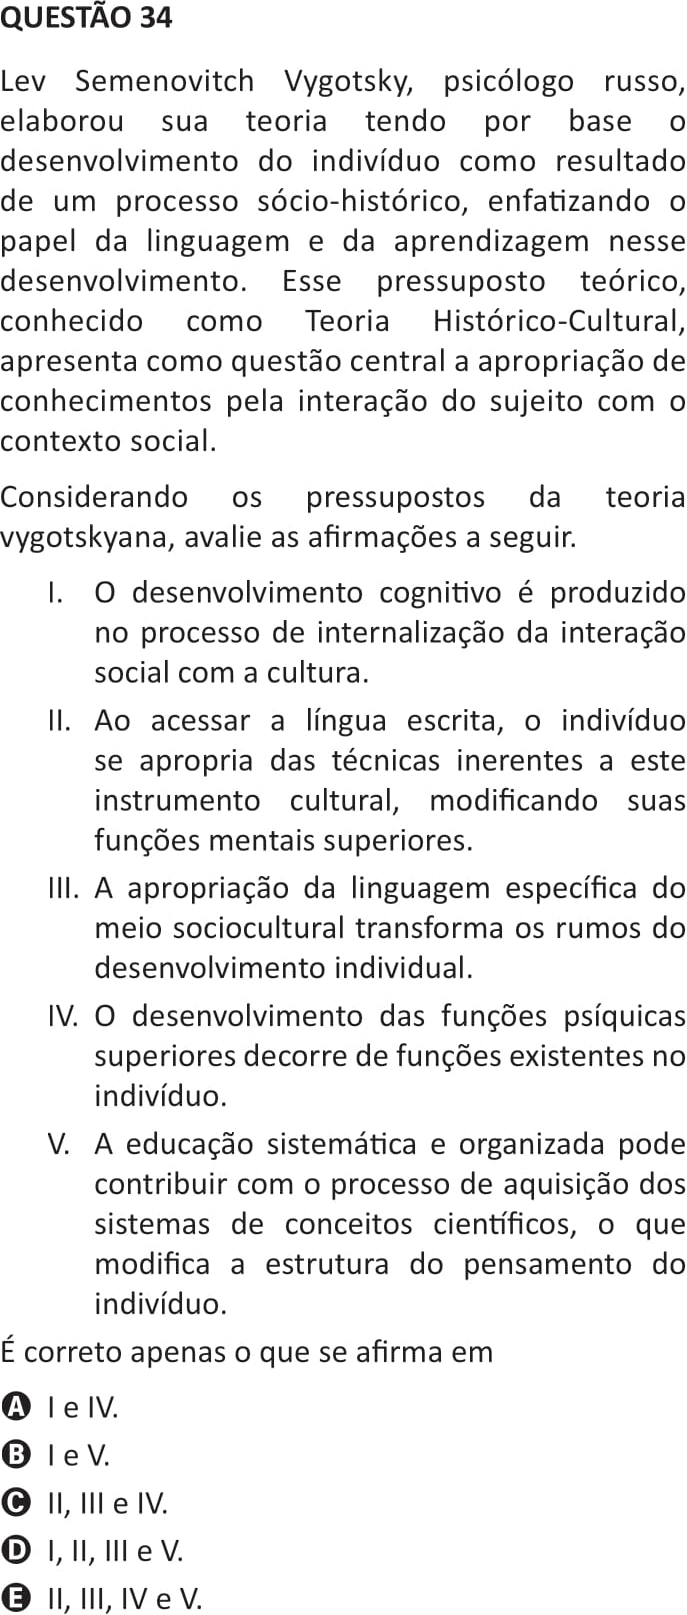 QUESTÃO 34
Lev Semenovitch Vygotsky, psicólogo russo,
elaborou sua teoria tendo por base o
desenvolvimento do indivíduo como resultado
de um processo sócio-histórico, enfatizando o
papel da linguagem e da aprendizagem nesse
desenvolvimento. Esse pressuposto teórico,
conhecido como Teoria Histórico-Cultural,
apresenta como questão central a apropriação de
conhecimentos pela interação do sujeito com o
contexto social.
Considerando os pressupostos da teoria
vygotskyana, avalie as afirmações a seguir.
I. O desenvolvimento cognitivo é produzido
no processo de internalização da interação
social com a cultura.
II. Ao acessar a língua escrita, o indivíduo
se apropria das técnicas inerentes a este
instrumento cultural, modificando suas
funções mentais superiores.
III. A apropriação da linguagem específica do
meio sociocultural transforma os rumos do
desenvolvimento individual.
IV. O desenvolvimento das funções psíquicas
superiores decorre de funções existentes no
indivíduo.
V. A educação sistemática e organizada pode
contribuir com o processo de aquisição dos
sistemas de conceitos científicos, o que
modifica a estrutura do pensamento do
indivíduo.
É correto apenas o que se afirma em
A I e IV.
B I e V.
C II, III e IV.
D I, II, III e V.
E II, III, IV e V.